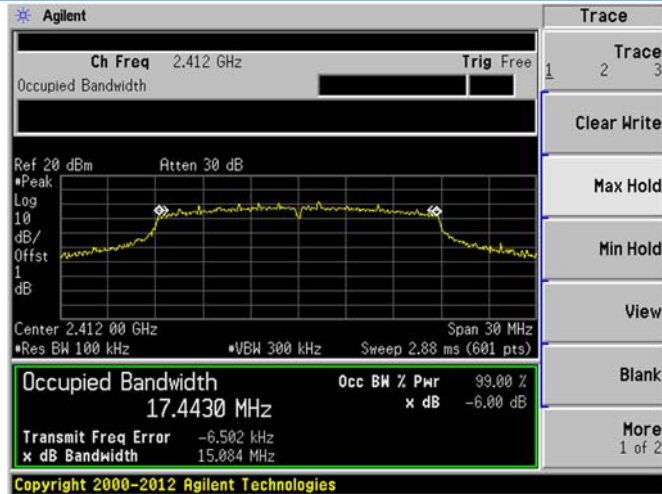 Agilent
Trace
Ch Freq 2.412 GHz Trig Free
Occupied Bandwidth
Trace
1 2 3
Clear Write
Max Hold
Min Hold
View
Blank
More
1 of 2
Ref 20 dBm Atten 30 dB
*Peak
Log
10
dB/
Offst
1
dB
Center 2.412 00 GHz Span 30 MHz
*Res BW 100 kHz *VBW 300 kHz Sweep 2.88 ms (601 pts)
Occupied Bandwidth Occ BW % Pwr 99.00 %
17.4430 MHz x dB -6.00 dB
Transmit Freq Error -6.502 kHz
x dB Bandwidth 15.084 MHz
Copyright 2000-2012 Agilent Technologies